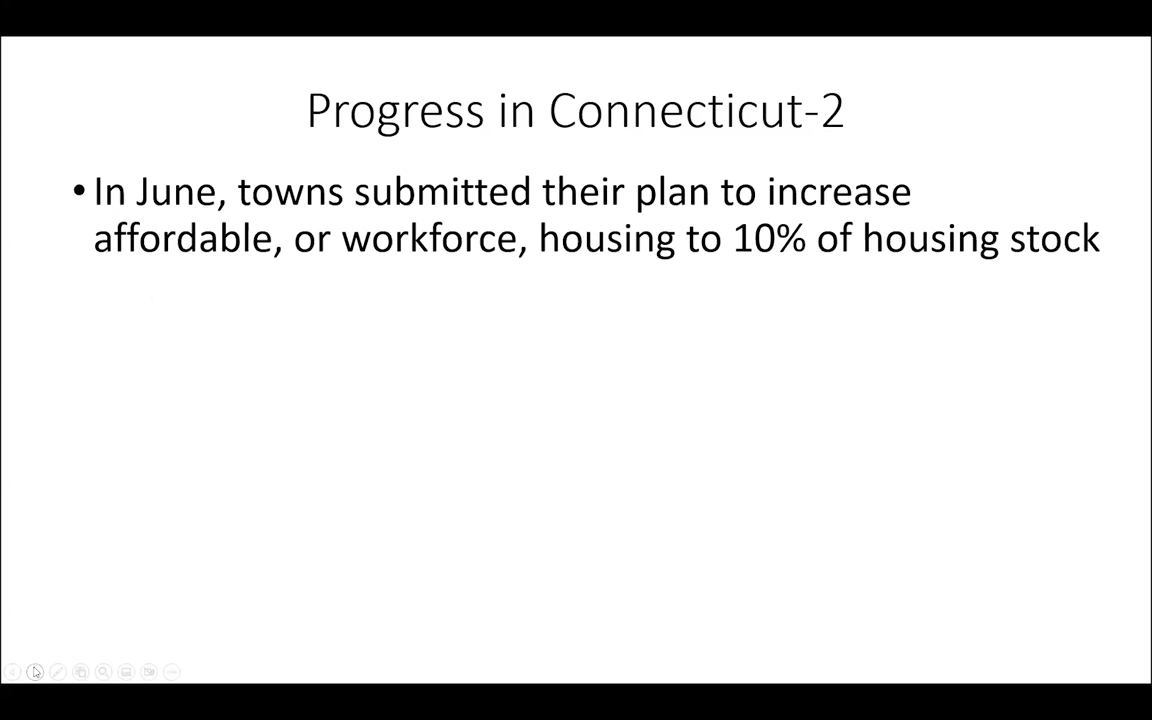 Progress in Connecticut-2
• In June, towns submitted their plan to increase
affordable, or workforce, housing to 10% of housing stock